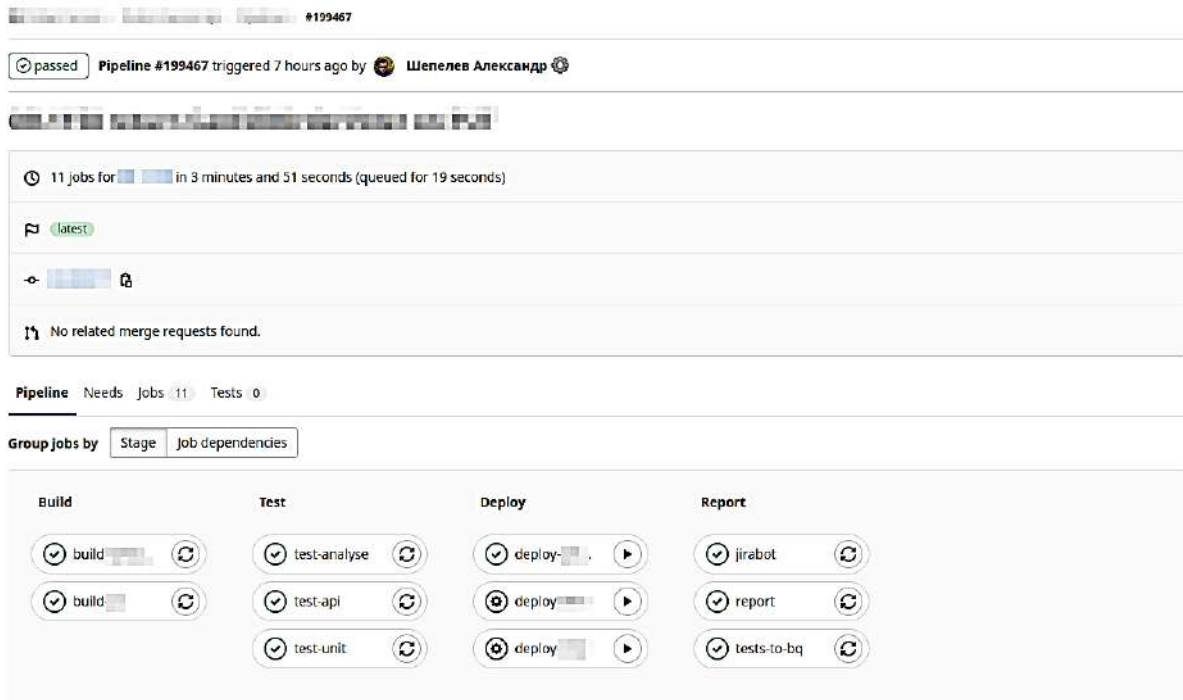 #199467
passed Pipeline #199467 triggered 7 hours ago by Шепелев Александр
11 jobs for in 3 minutes and 51 seconds (queued for 19 seconds)
latest
No related merge requests found.
Pipeline Needs Jobs 11 Tests 0
Group jobs by Stage Job dependencies
Build Test Deploy Report
build test-analyse deploy- jirabot
build- test-api deploy report
test-unit deploy tests-to-bq